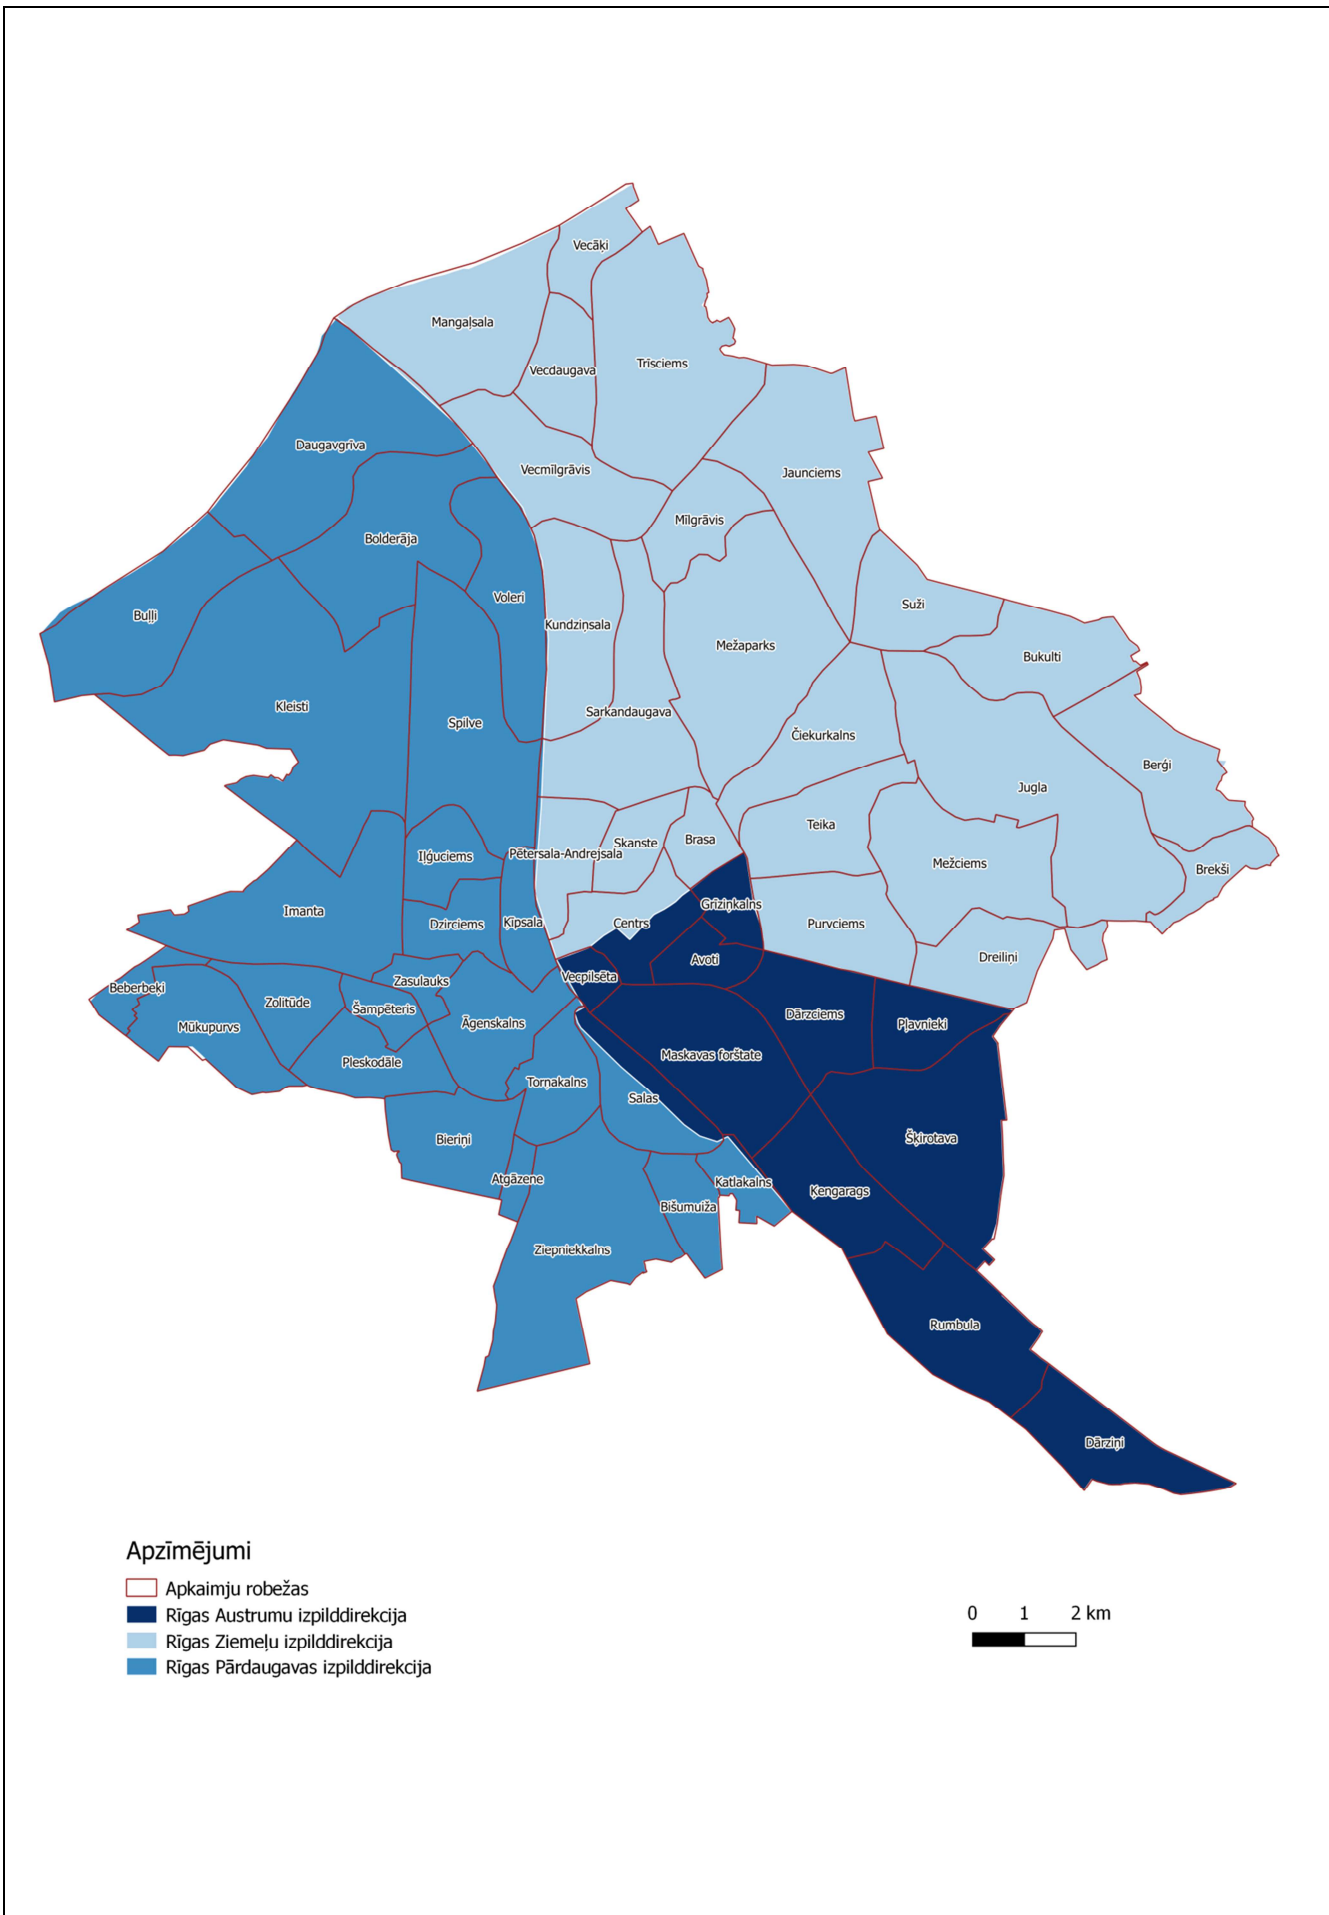 Vecāķi
Mangaļsala
Vecdaugava
Trīsciems
Daugavgrīva
Vecmīlgrāvis
Jaunciems
Mīlgrāvis
Bolderāja
Voleri
Suži
Buļļi
Kundziņsala
Mežaparks
Bukulti
Kleisti
Sarkandaugava
Spilve
Čiekurkalns
Berģi
Jugla
Teika
Brasa
Skanste
Pētersala-Andrejsala
Iļģuciems
Mežciems
Brekši
Grīziņkalns
Imanta
Dzirciems
Ķīpsala
Centrs
Purvciems
Dreiliņi
Avoti
Vecpilsēta
Zasulauks
Beberbeķi
Zolitūde
Šampēteris
Dārzciems
Āgenskalns
Pļavnieki
Mūkupurvs
Maskavas forštate
Pleskodāle
Torņakalns
Salas
Bieriņi
Šķirotava
Atgāzene
Katlakalns
Ķengarags
Bišumuiža
Ziepniekkalns
Rumbula
Dārziņi
Apzīmējumi
Apkaimju robežas
Rīgas Austrumu izpilddirekcija
Rīgas Ziemeļu izpilddirekcija
Rīgas Pārdaugavas izpilddirekcija
0 1 2 km